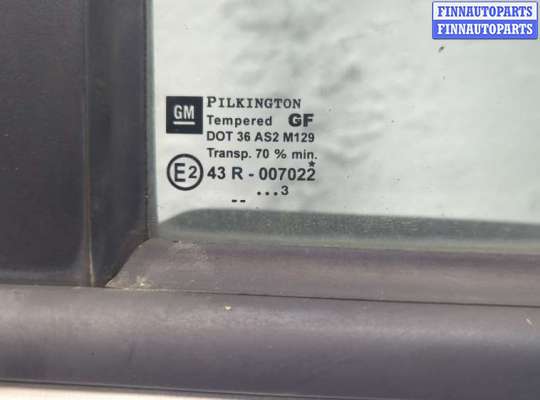 FINNAUTOPARTS
FINNAUTOPARTS
GM PILKINGTON
Tempered GF
DOT 36 AS2 M129
Transp. 70 % min.
E2 43 R - 007022
...3
--